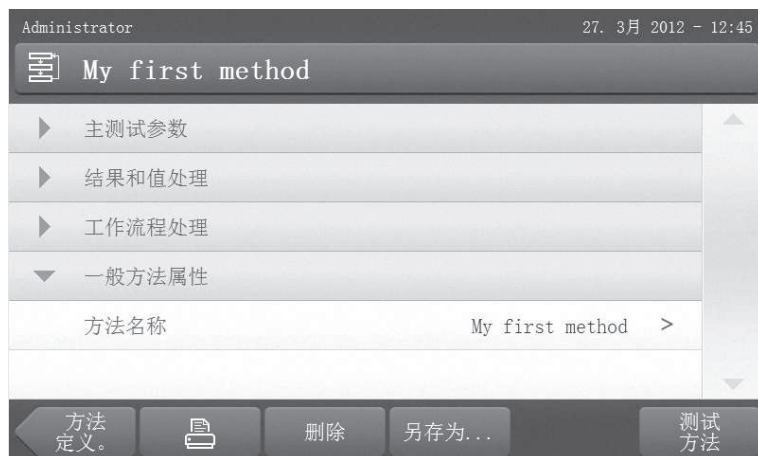 Administrator 27. 3月 2012 - 12:45
My first method
主测试参数
结果和值处理
工作流程处理
一般方法属性
方法名称 My first method >
方法
定义。
删除
另存为...
测试
方法